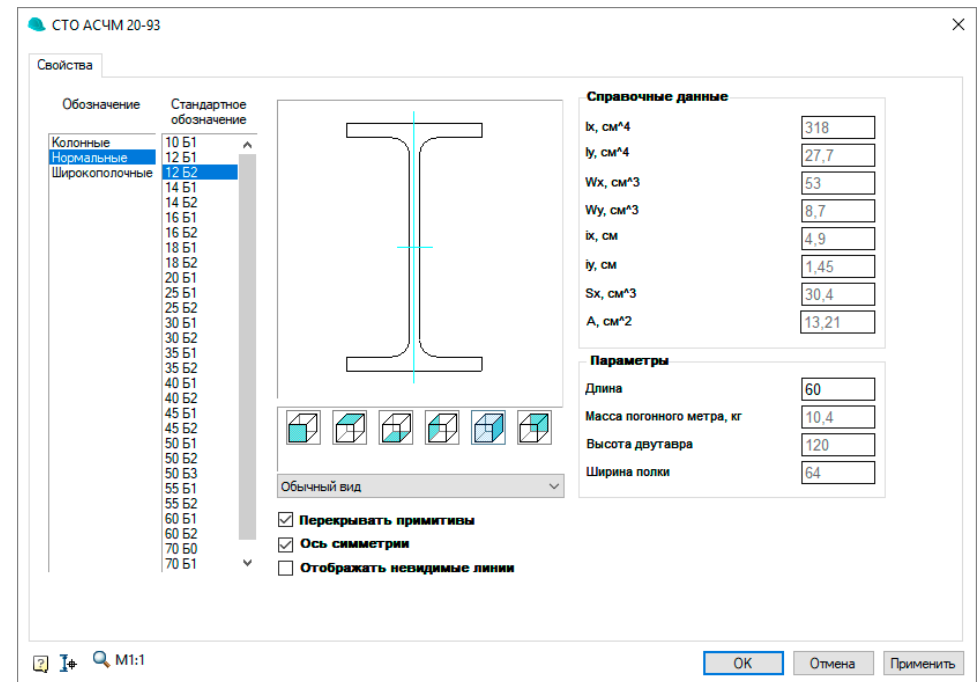 СТО АСЧМ 20-93
Свойства
Обозначение
Стандартное
обозначение
Колонные
Нормальные
Широкополочные
10 Б1
12 Б1
12 Б2
14 Б1
14 Б2
16 Б1
16 Б2
18 Б1
18 Б2
20 Б1
25 Б1
25 Б2
30 Б1
30 Б2
35 Б1
35 Б2
40 Б1
40 Б2
45 Б1
45 Б2
50 Б1
50 Б2
50 Б3
55 Б1
55 Б2
60 Б1
60 Б2
70 Б0
70 Б1
Обычный вид
Перекрывать примитивы
Ось симметрии
Отображать невидимые линии
Справочные данные
Ix, см^4 318
Iy, см^4 27,7
Wx, см^3 53
Wy, см^3 8,7
ix, см 4,9
iy, см 1,45
Sx, см^3 30,4
A, см^2 13,21
Параметры
Длина 60
Масса погонного метра, кг 10,4
Высота двутавра 120
Ширина полки 64
M1:1
OK
Отмена
Применить